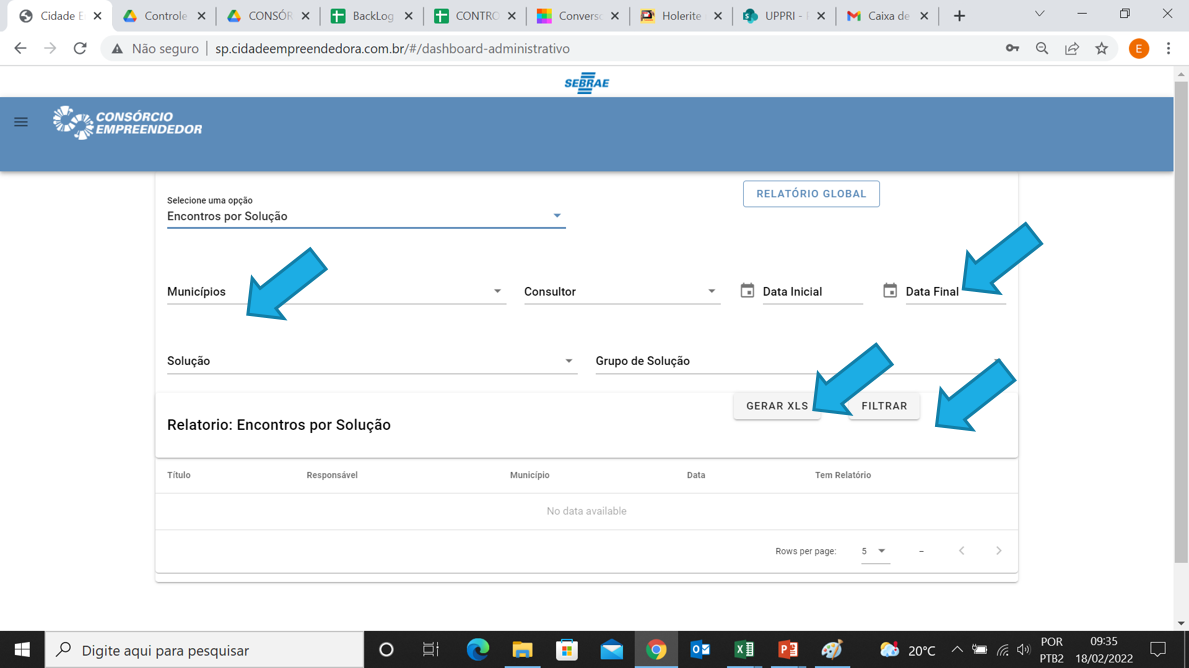 Cidade E
Controle
CONSÓR
BackLog
CONTRO
Converso
Holerite -
UPPRI -
Caixa de
Não seguro
sp.cidadeempreendedora.com.br/#/dashboard-administrativo
E
SEBRAE
CONSÓRCIO
EMPREENDEDOR
Selecione uma opção
Encontros por Solução
RELATÓRIO GLOBAL
Municípios
Consultor
Data Inicial
Data Final
Solução
Grupo de Solução
GERAR XLS
FILTRAR
Relatorio: Encontros por Solução
Título Responsável Município Data Tem Relatório
No data available
Rows per page: 5 –
Digite aqui para pesquisar
20°C
POR
PTB2
09:35
18/02/2022